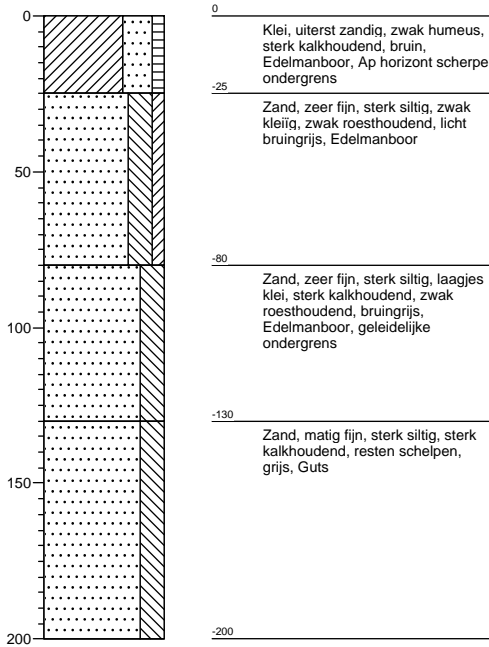 0
50
100
150
200
0
Klei, uiterst zandig, zwak humeus,
sterk kalkhoudend, bruin,
Edelmanboor, Ap horizont scherpe
ondergrens
-25
Zand, zeer fijn, sterk siltig, zwak
kleiïg, zwak roesthoudend, licht
bruingrijs, Edelmanboor
-80
Zand, zeer fijn, sterk siltig, laagjes
klei, sterk kalkhoudend, zwak
roesthoudend, bruingrijs,
Edelmanboor, geleidelijke
ondergrens
-130
Zand, matig fijn, sterk siltig, sterk
kalkhoudend, resten schelpen,
grijs, Guts
-200